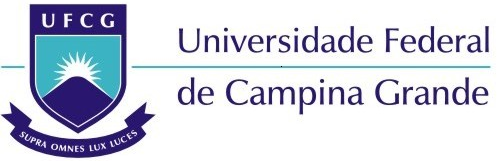 UFCG
Universidade Federal
de Campina Grande
SUPRA OMNES LUX LUCES